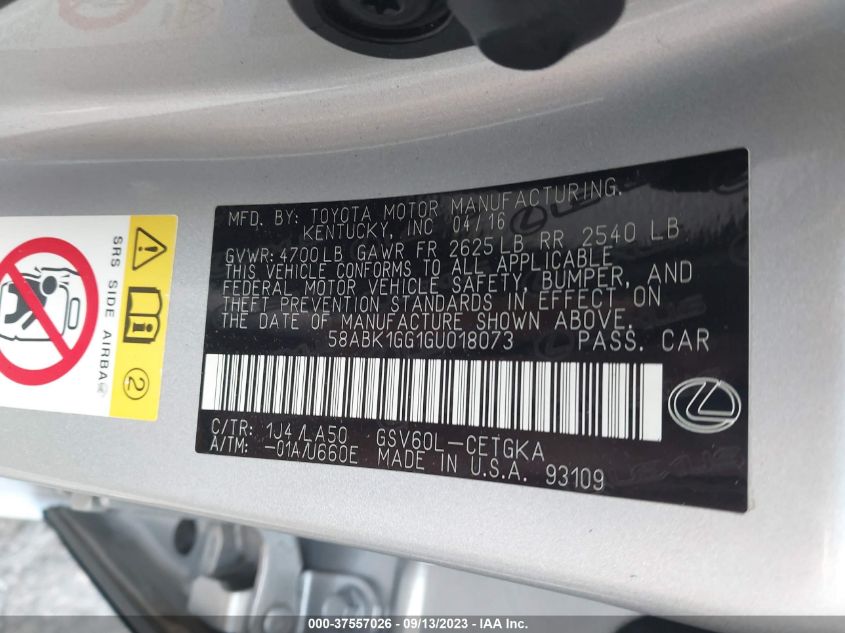 MFD. BY: TOYOTA MOTOR MANUFACTURING,
KENTUCKY, INC 04/16
GVWR: 4700LB GAWR FR 2625LB RR 2540 LB
THIS VEHICLE CONFORMS TO ALL APPLICABLE
FEDERAL MOTOR VEHICLE SAFETY, BUMPER, AND
THEFT PREVENTION STANDARDS IN EFFECT ON
THE DATE OF MANUFACTURE SHOWN ABOVE.
58ABK1GG1GU018073 PASS. CAR
C/TR: 1J4/LA50 GSV60L-CETGKA
A/TM: -01A/U660E MADE IN U.S.A. 93109
SRS SIDE AIRBAG
2
000-37557026 - 09/13/2023 - IAA Inc.